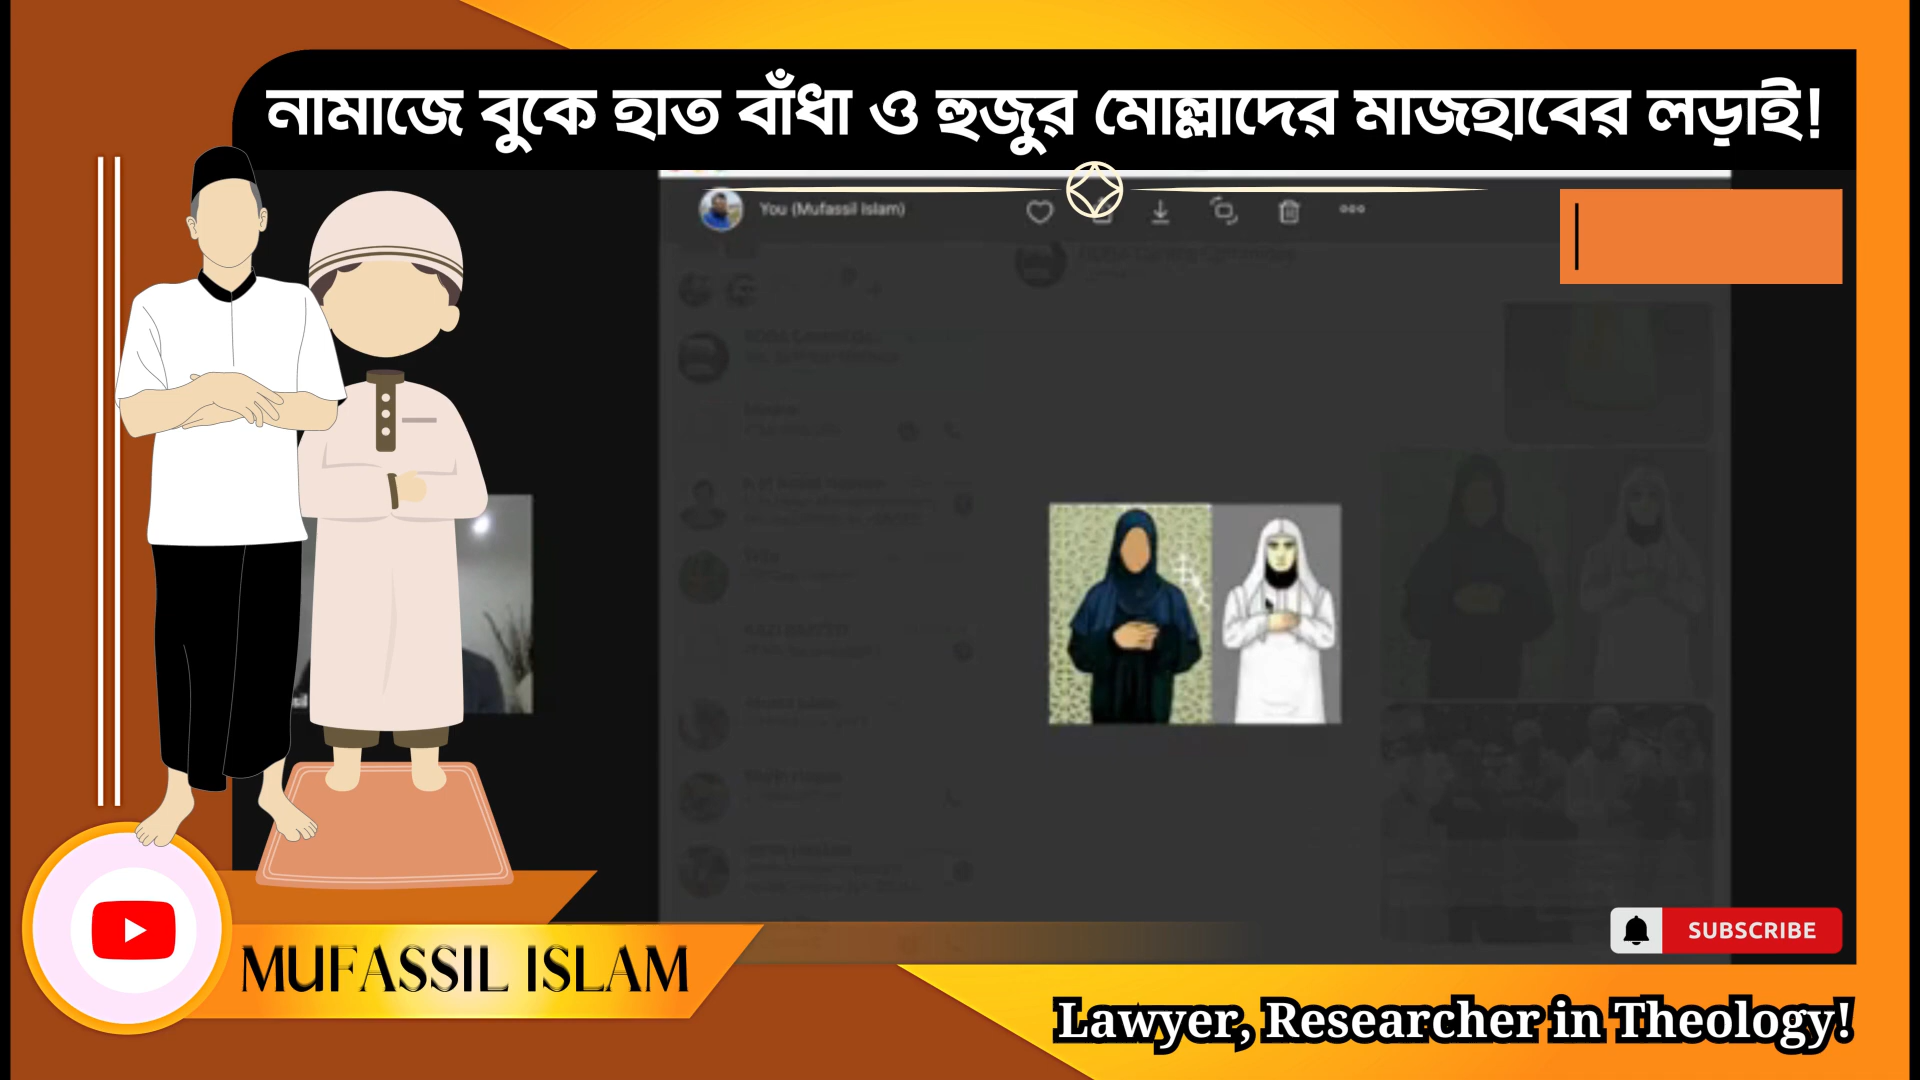 নামাজে বুকে হাত বাঁধা ও হুজুর মোল্লাদের মাজহাবের লড়াই!
You (Mufassil Islam)
SUBSCRIBE
MUFASSIL ISLAM
Lawyer, Researcher in Theology!